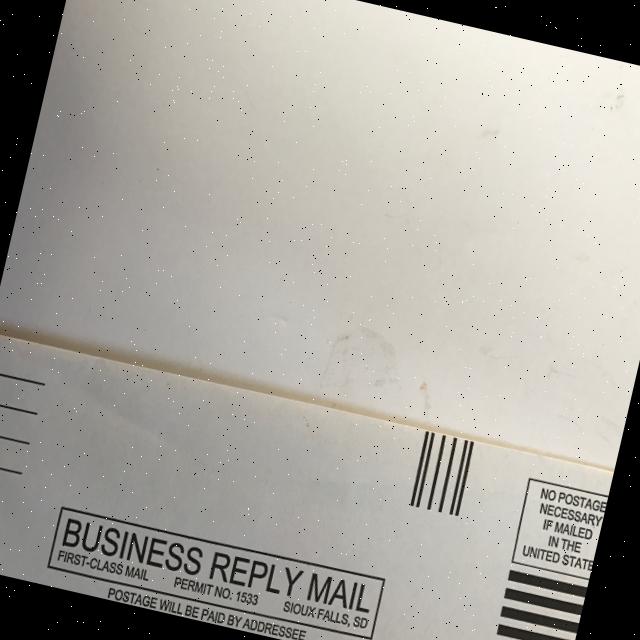 NO POSTAGE
NECESSARY
IF MAILED
IN THE
UNITED STATES
BUSINESS REPLY MAIL
FIRST-CLASS MAIL PERMIT NO. 1533 SIOUX FALLS, SD
POSTAGE WILL BE PAID BY ADDRESSEE